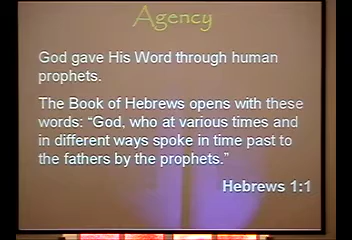 Agency
God gave His Word through human
prophets.
The Book of Hebrews opens with these
words: “God, who at various times and
in different ways spoke in time past to
the fathers by the prophets.”
Hebrews 1:1